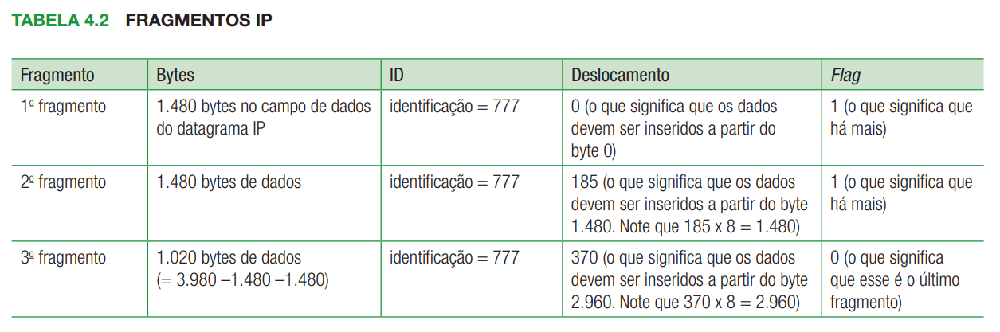 TABELA 4.2 FRAGMENTOS IP
Fragmento Bytes ID Deslocamento Flag
1º fragmento 1.480 bytes no campo de dados identificação = 777 0 (o que significa que os dados 1 (o que significa que
do datagrama IP devem ser inseridos a partir do há mais)
byte 0)
2º fragmento 1.480 bytes de dados identificação = 777 185 (o que significa que os dados 1 (o que significa que
devem ser inseridos a partir do byte há mais)
1.480. Note que 185 x 8 = 1.480)
3º fragmento 1.020 bytes de dados identificação = 777 370 (o que significa que os dados 0 (o que significa
(= 3.980 –1.480 –1.480) devem ser inseridos a partir do byte que esse é o último
2.960. Note que 370 x 8 = 2.960) fragmento)